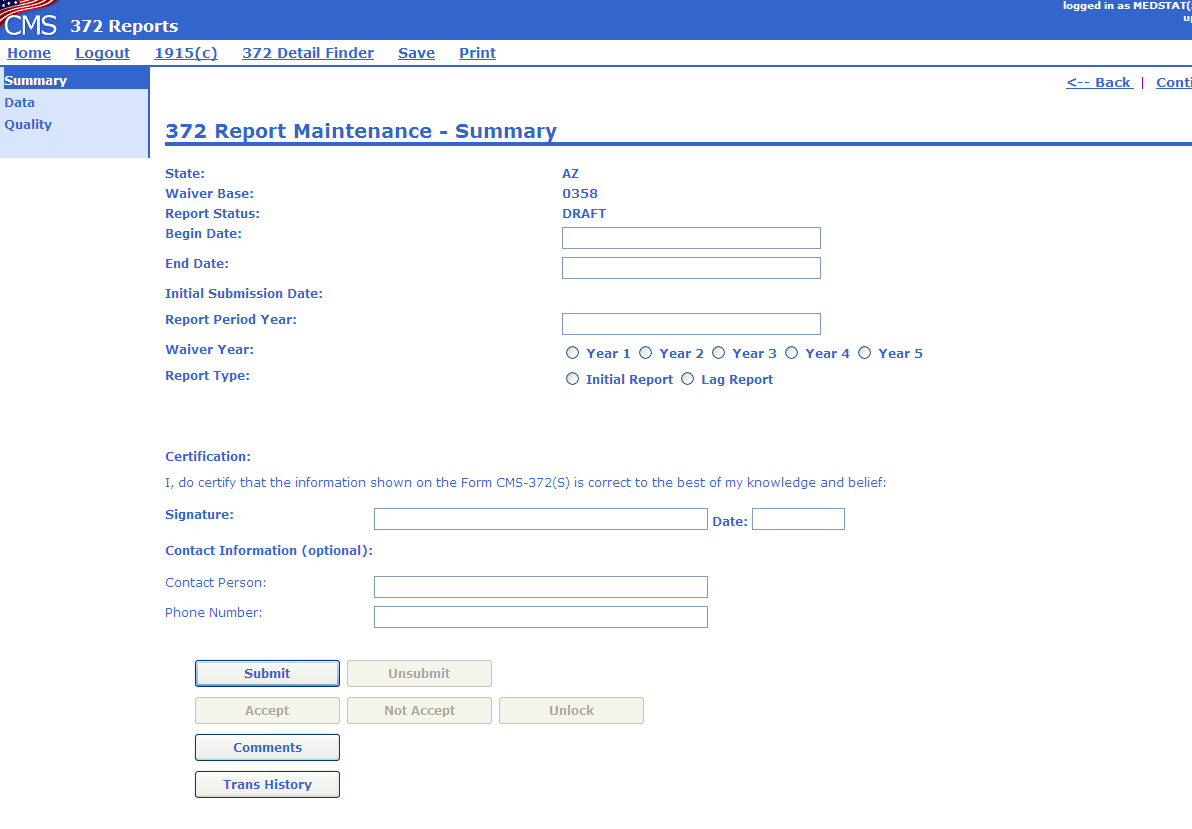 logged in as MEDSTAT(
CMS 372 Reports
Home Logout 1915(c) 372 Detail Finder Save Print
Summary
<-- Back | Conti
Data
Quality
372 Report Maintenance - Summary
State: AZ
Waiver Base: 0358
Report Status: DRAFT
Begin Date:
End Date:
Initial Submission Date:
Report Period Year:
Waiver Year: Year 1 Year 2 Year 3 Year 4 Year 5
Report Type: Initial Report Lag Report
Certification:
I, do certify that the information shown on the Form CMS-372(S) is correct to the best of my knowledge and belief:
Signature: Date:
Contact Information (optional):
Contact Person:
Phone Number:
Submit Unsubmit
Accept Not Accept Unlock
Comments
Trans History